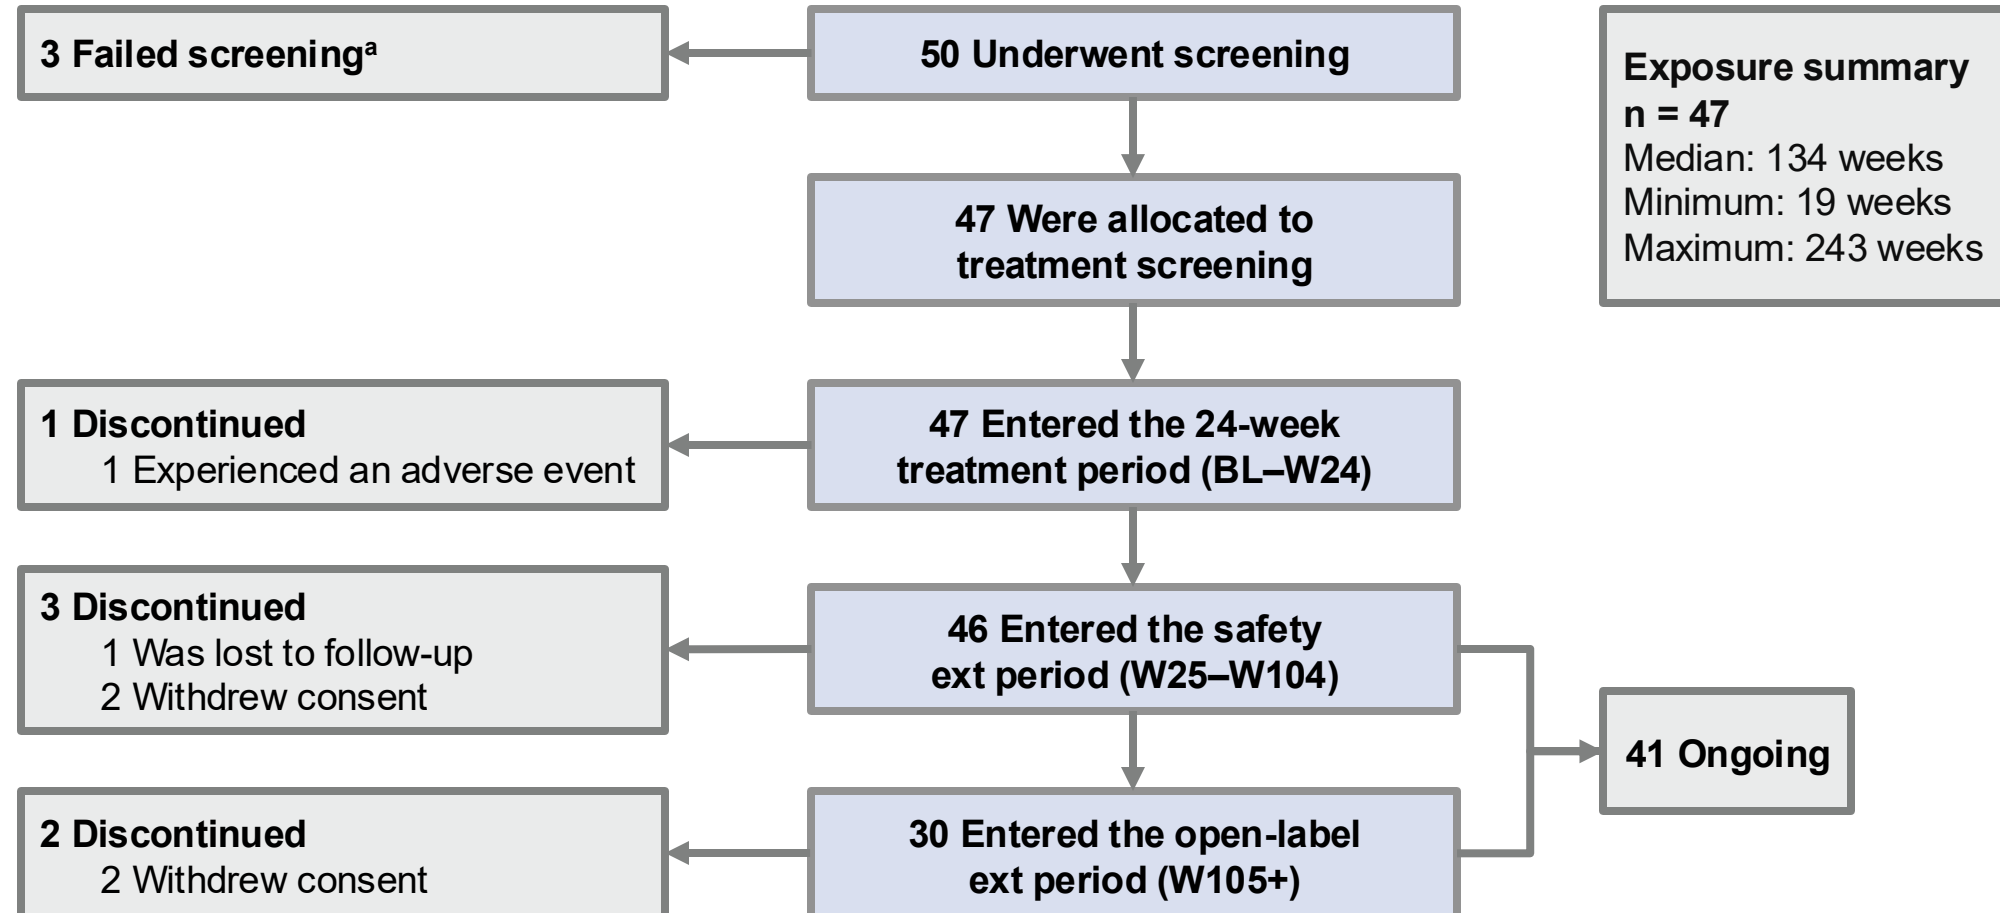 3 Failed screeningᵃ
50 Underwent screening
Exposure summary
n = 47
Median: 134 weeks
Minimum: 19 weeks
Maximum: 243 weeks
47 Were allocated to
treatment screening
1 Discontinued
1 Experienced an adverse event
47 Entered the 24-week
treatment period (BL–W24)
3 Discontinued
1 Was lost to follow-up
2 Withdrew consent
46 Entered the safety
ext period (W25–W104)
41 Ongoing
2 Discontinued
2 Withdrew consent
30 Entered the open-label
ext period (W105+)